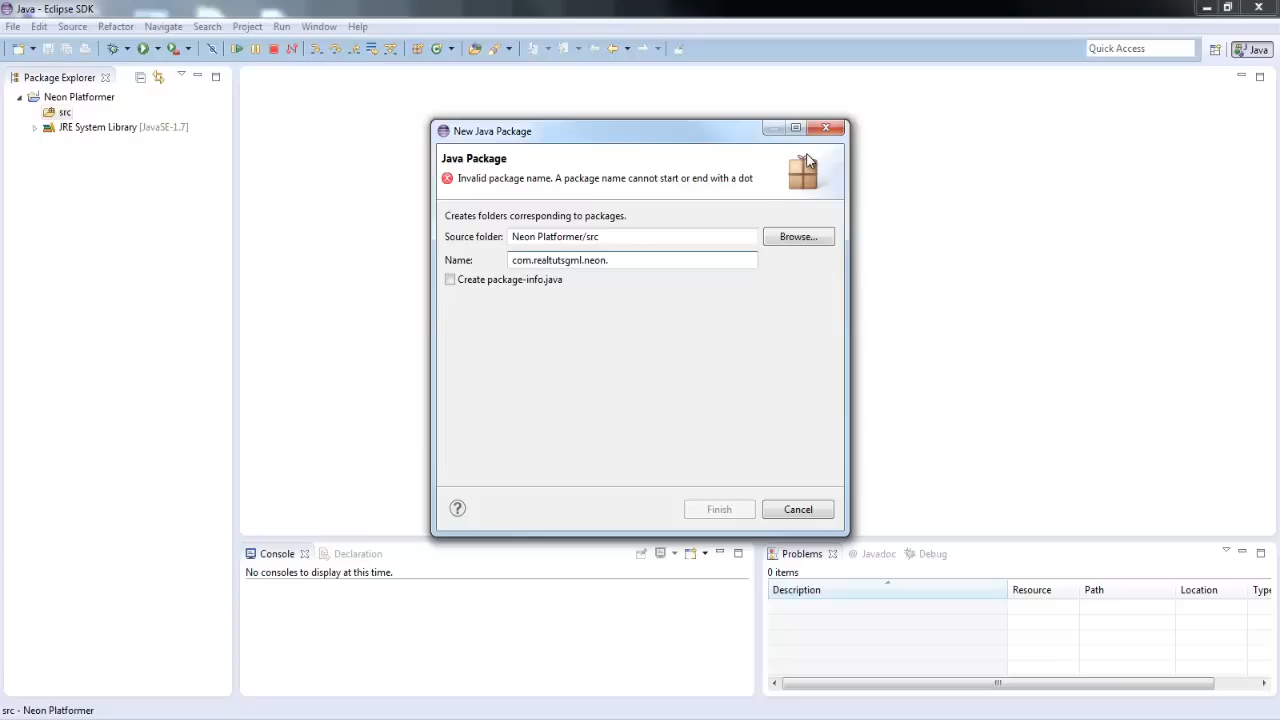 Java - Eclipse SDK
File Edit Source Refactor Navigate Search Project Run Window Help
Quick Access
Java
Package Explorer
Neon Platformer
src
JRE System Library [JavaSE-1.7]
New Java Package
Java Package
Invalid package name. A package name cannot start or end with a dot
Creates folders corresponding to packages.
Source folder: Neon Platformer/src Browse...
Name: com.realtutsgml.neon.
Create package-info.java
? Finish Cancel
Console Declaration
No consoles to display at this time.
Problems @ Javadoc Debug
0 items
Description Resource Path Location Type
src - Neon Platformer